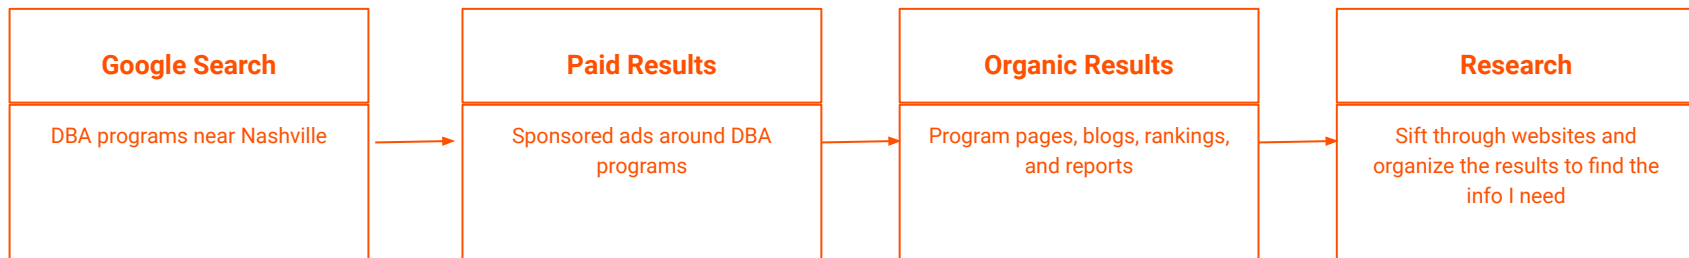 Google Search
DBA programs near Nashville
Paid Results
Sponsored ads around DBA
programs
Organic Results
Program pages, blogs, rankings,
and reports
Research
Sift through websites and
organize the results to find the
info I need